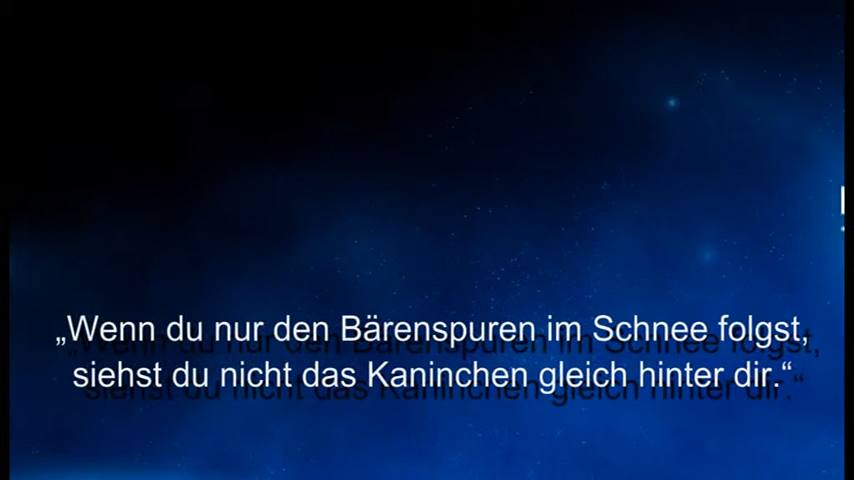 „Wenn du nur den Bärenspuren im Schnee folgst,
siehst du nicht das Kaninchen gleich hinter dir.“